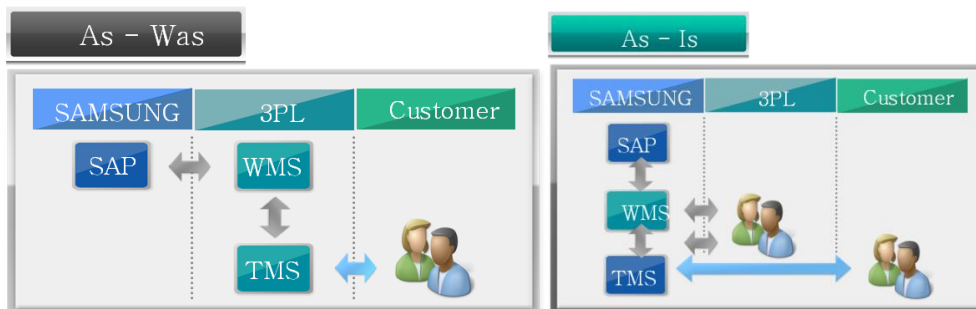 As - Was
SAMSUNG 3PL Customer
SAP WMS
TMS
As - Is
SAMSUNG 3PL Customer
SAP
WMS
TMS